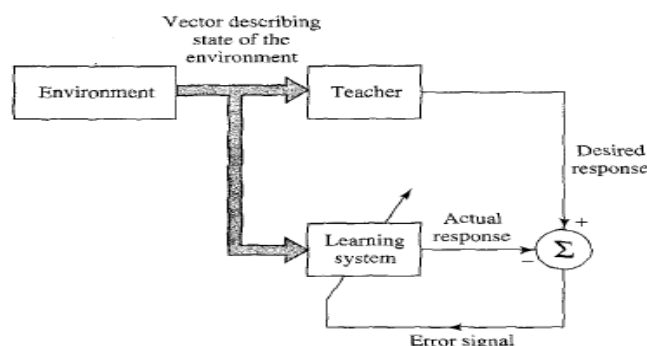 Vector describing
state of the
environment
Environment
Teacher
Desired
response
+
Actual
response
Learning
system
−
Σ
Error signal